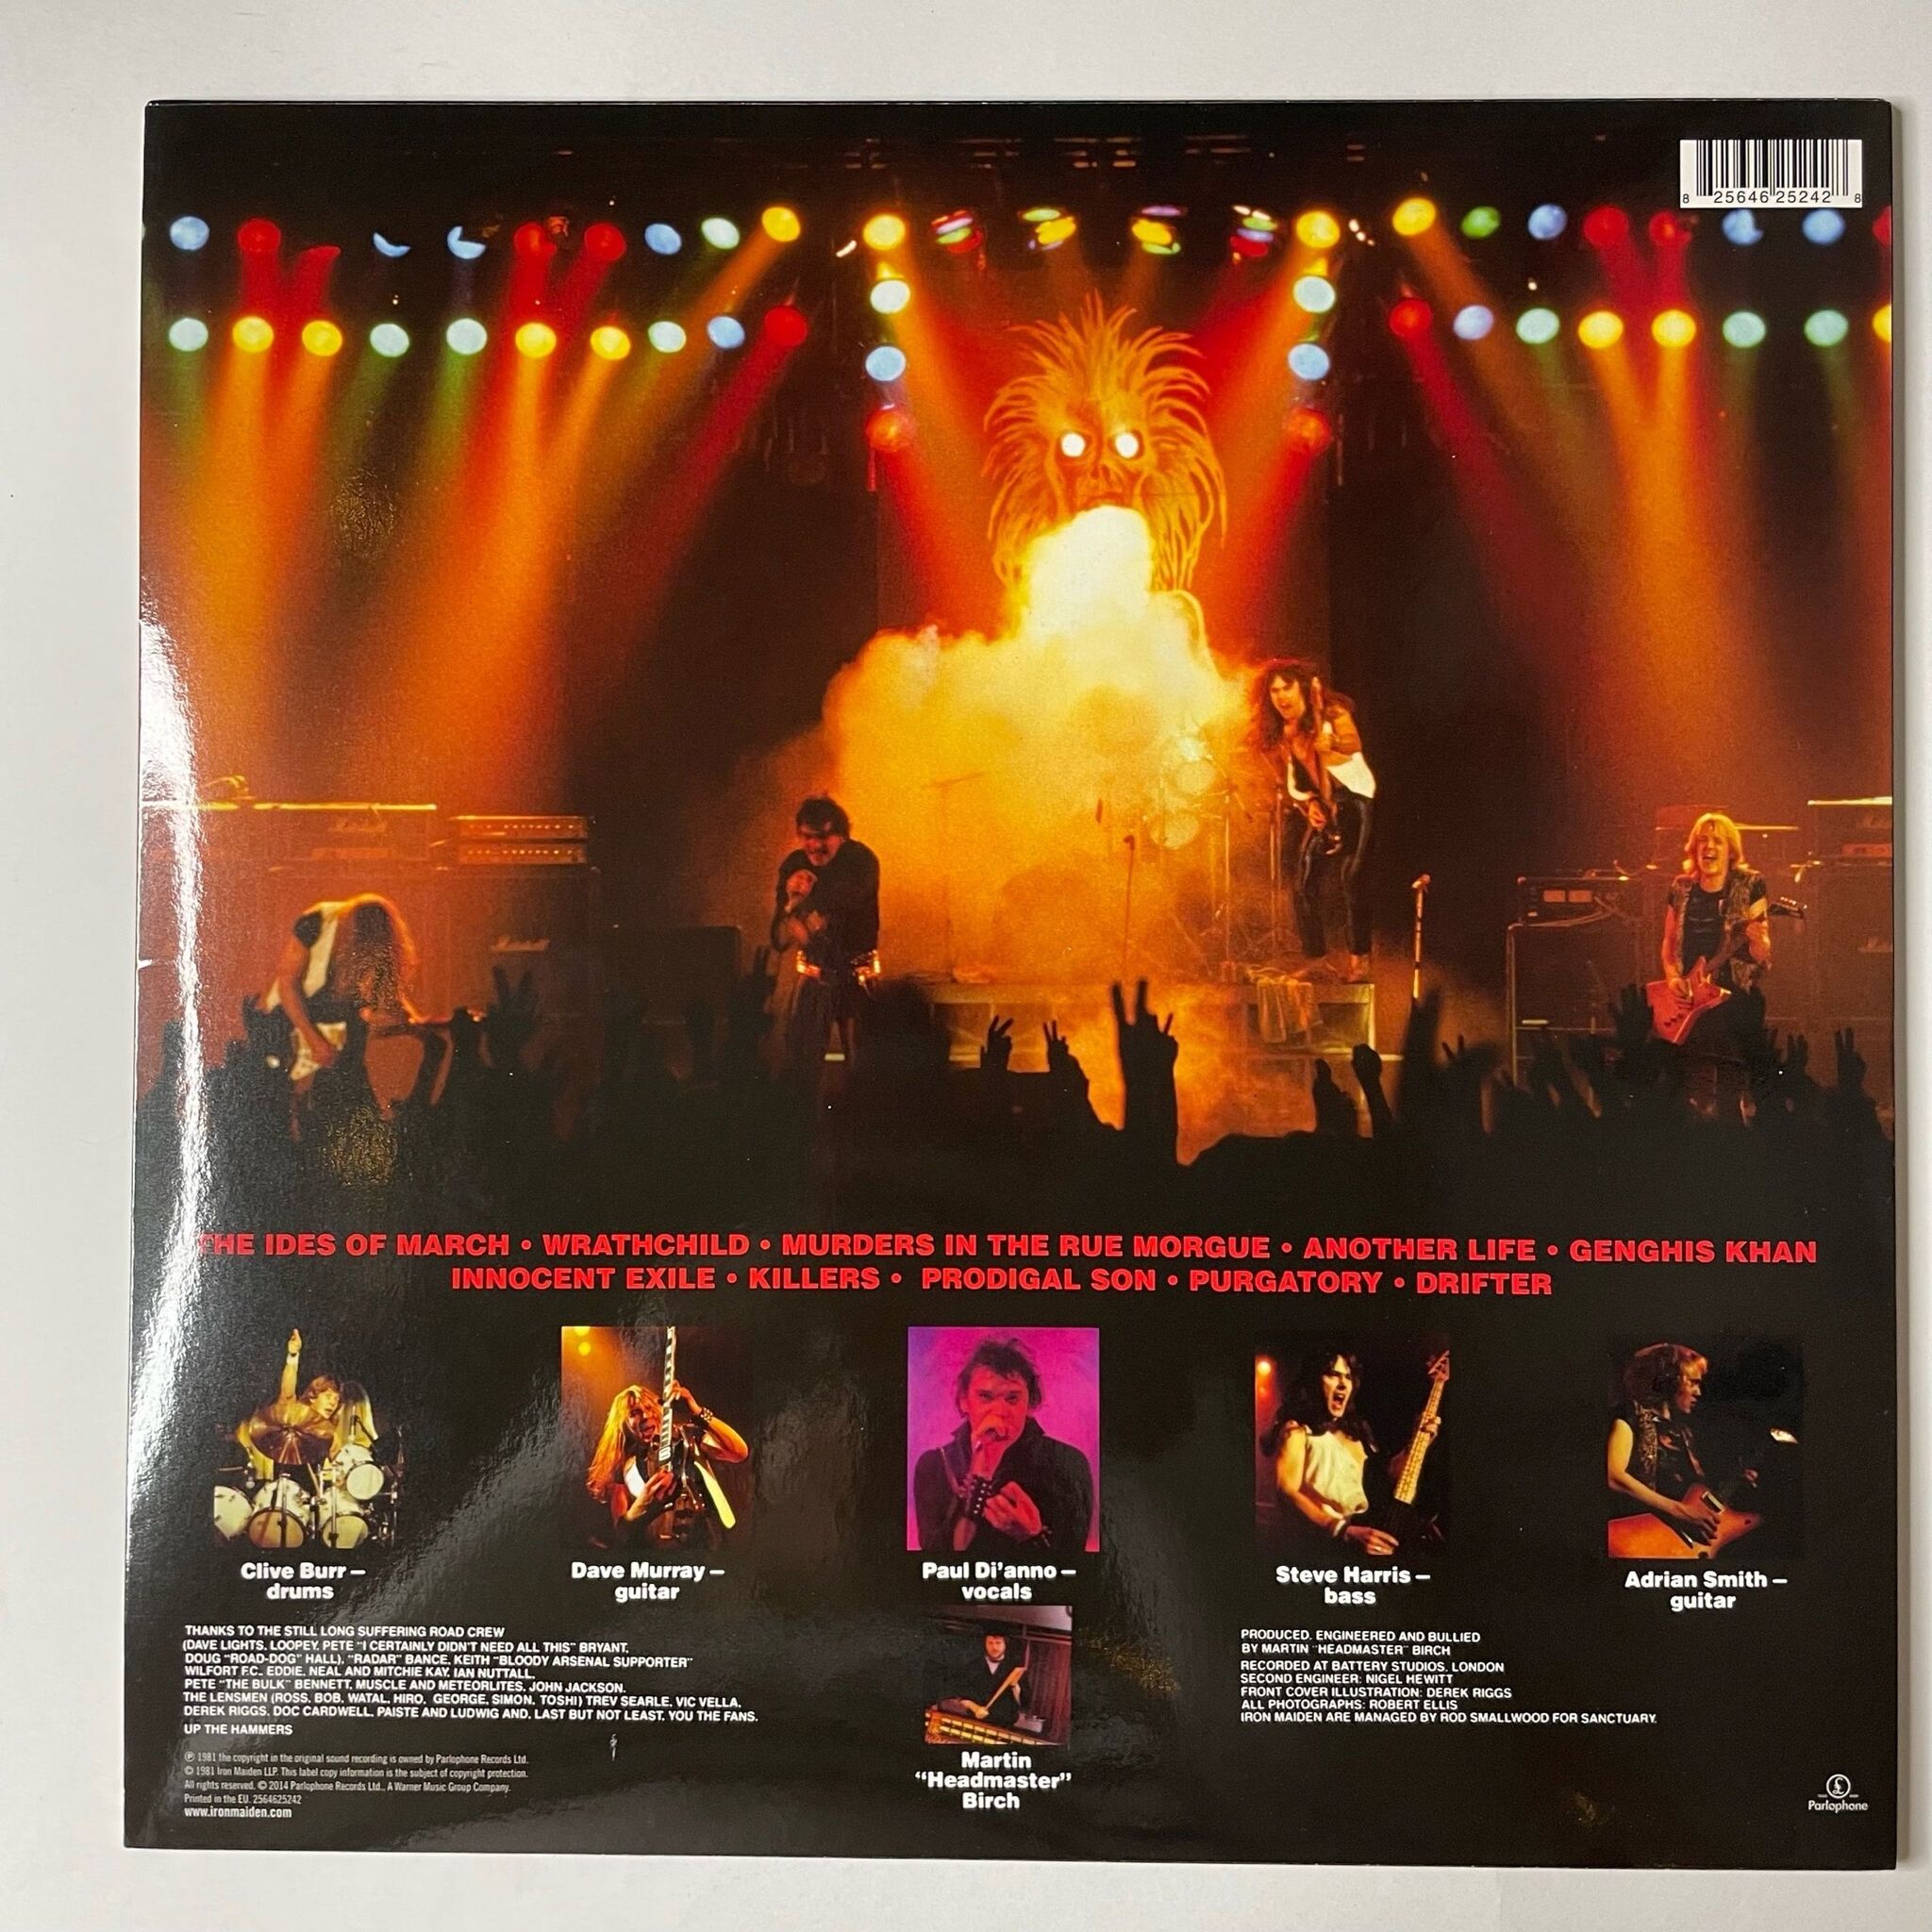 8 25646 25242 8
Marshall
THE IDES OF MARCH • WRATHCHILD • MURDERS IN THE RUE MORGUE • ANOTHER LIFE • GENGHIS KHAN
INNOCENT EXILE • KILLERS • PRODIGAL SON • PURGATORY • DRIFTER
Clive Burr –
drums
Dave Murray –
guitar
Paul Di'anno –
vocals
Steve Harris –
bass
Adrian Smith –
guitar
THANKS TO THE STILL LONG SUFFERING ROAD CREW
(DAVE LIGHTS, LOOPEY, PETE "I CERTAINLY DIDN'T NEED ALL THIS" BRYANT,
DOUG "ROAD-DOG" HALL), "RADAR" BANCE, KEITH "BLOODY ARSENAL SUPPORTER"
WILFORT F.C., EDDIE, NEAL AND MITCHIE KAY, IAN NUTTALL,
PETE "THE BULK" BENNETT, MUSCLE AND METEORLITES, JOHN JACKSON,
THE LENSMEN (ROSS, BOB, WATAL, HIRO, GEORGE, SIMON, TOSHI) TREV SEARLE, VIC VELLA,
DEREK RIGGS, DOC CARDWELL, PAISTE AND LUDWIG AND, LAST BUT NOT LEAST, YOU THE FANS.
UP THE HAMMERS
℗ 1981 the copyright in the original sound recording is owned by Parlophone Records Ltd.
© 1981 Iron Maiden LLP. This label copy information is the subject of copyright protection.
All rights reserved. © 2014 Parlophone Records Ltd., A Warner Music Group Company.
Printed in the EU. 2564625242
www.ironmaiden.com
Martin
"Headmaster"
Birch
PRODUCED, ENGINEERED AND BULLIED
BY MARTIN "HEADMASTER" BIRCH
RECORDED AT BATTERY STUDIOS, LONDON
SECOND ENGINEER: NIGEL HEWITT
FRONT COVER ILLUSTRATION: DEREK RIGGS
ALL PHOTOGRAPHS: ROBERT ELLIS
IRON MAIDEN ARE MANAGED BY ROD SMALLWOOD FOR SANCTUARY.
£
Parlophone